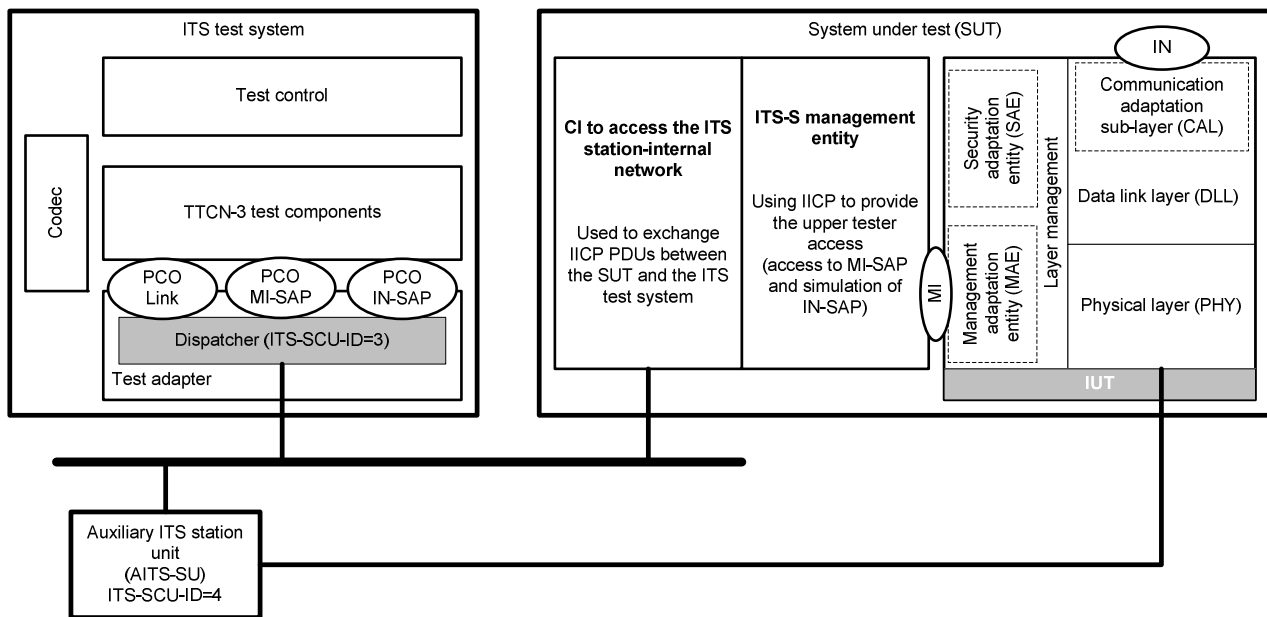 ITS test system
Test control
Codec
TTCN-3 test components
PCO
Link
PCO
MI-SAP
PCO
IN-SAP
Dispatcher (ITS-SCU-ID=3)
Test adapter
System under test (SUT)
CI to access the ITS
station-internal
network
Used to exchange
IICP PDUs between
the SUT and the ITS
test system
ITS-S management
entity
Using IICP to provide
the upper tester
access
(access to MI-SAP
and simulation of
IN-SAP)
MI
Security
adaptation
entity (SAE)
Management
adaptation
entity (MAE)
Layer management
IN
Communication
adaptation
sub-layer (CAL)
Data link layer (DLL)
Physical layer (PHY)
IUT
Auxiliary ITS station
unit
(AITS-SU)
ITS-SCU-ID=4